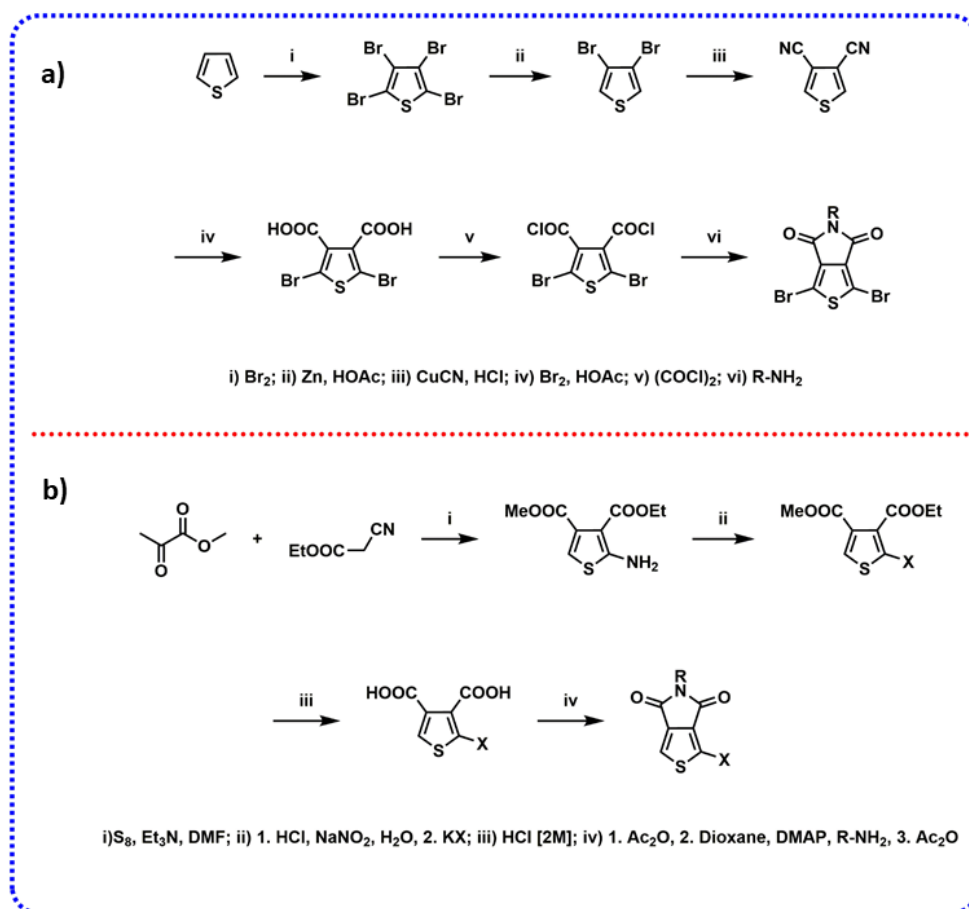 a)
i
ii
iii
S
Br Br
Br S Br
Br Br
S
NC CN
S
iv
v
vi
HOOC COOH
Br S Br
ClOC COCl
Br S Br
R
O N O
Br S Br
i) Br₂; ii) Zn, HOAc; iii) CuCN, HCl; iv) Br₂, HOAc; v) (COCl)₂; vi) R-NH₂
b)
O
O
O
+
CN
EtOOC
i
MeOOC COOEt
S NH₂
ii
MeOOC COOEt
S X
iii
HOOC COOH
S X
iv
R
O N O
S X
i)S₈, Et₃N, DMF; ii) 1. HCl, NaNO₂, H₂O, 2. KX; iii) HCl [2M]; iv) 1. Ac₂O, 2. Dioxane, DMAP, R-NH₂, 3. Ac₂O